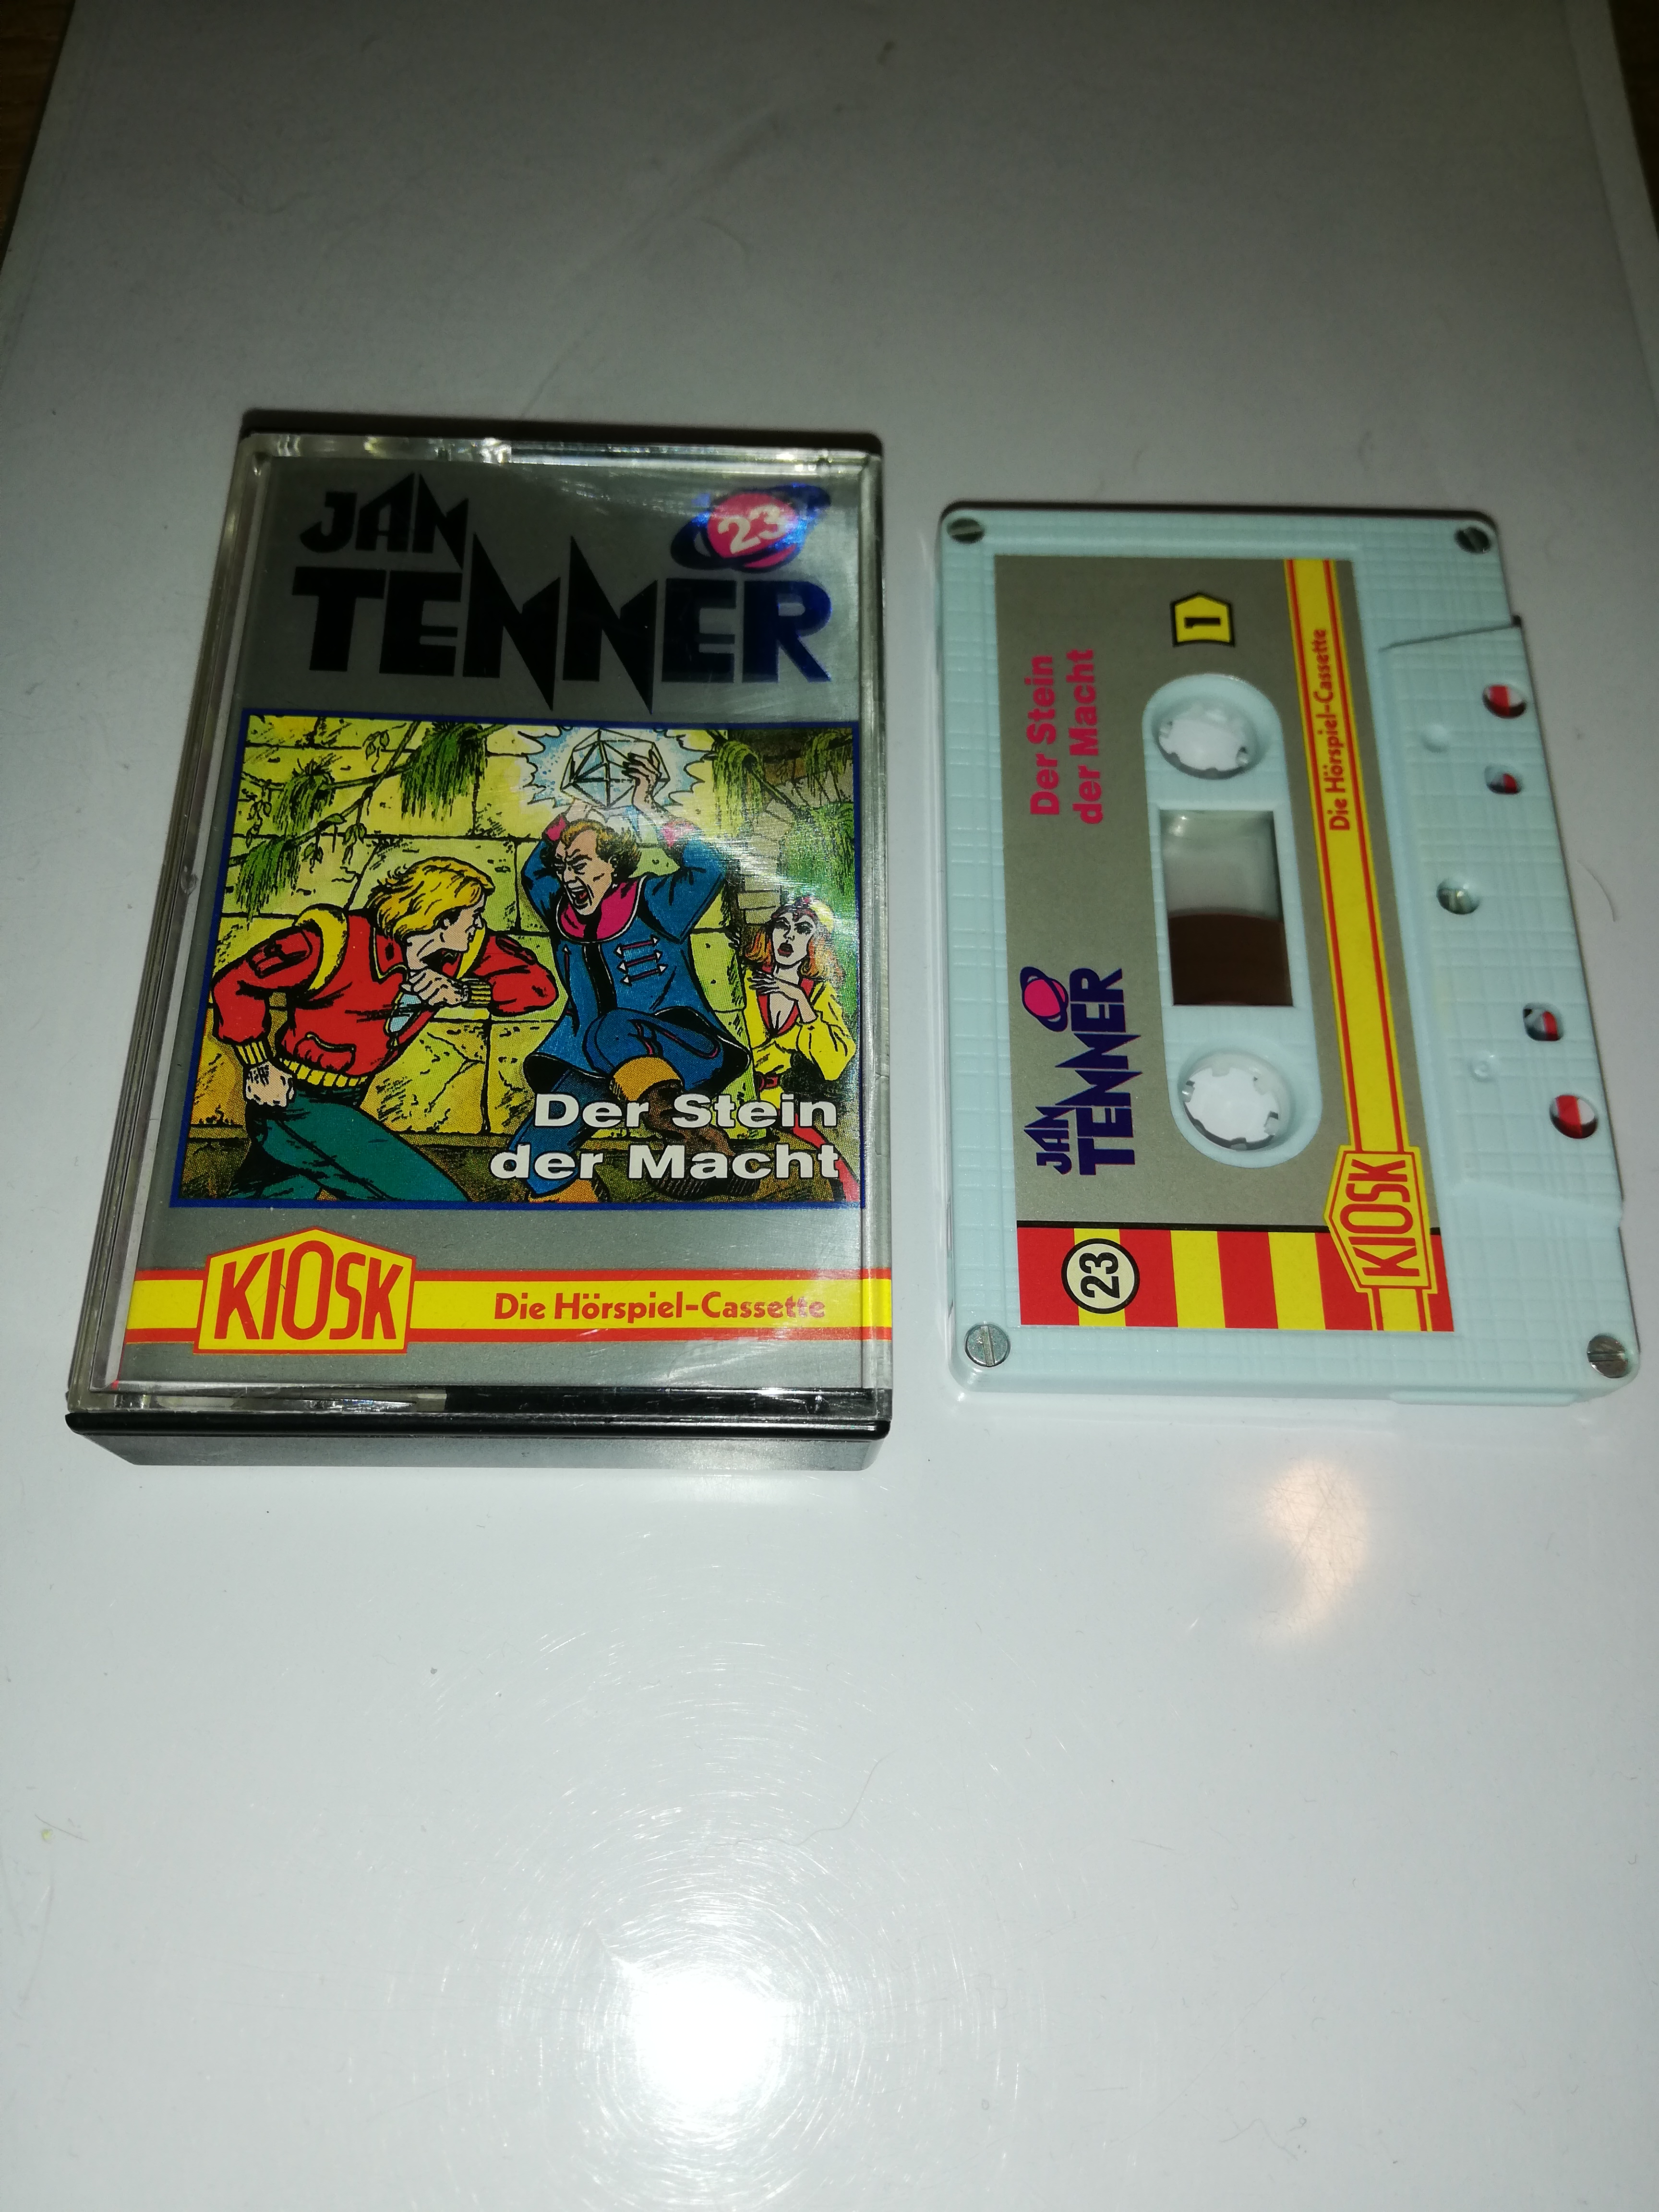 JAN
23
TENNER
Der Stein
der Macht
KIOSK
Die Hörspiel-Cassette
23
JAN
TENNER
Der Stein
der Macht
1
KIOSK
Die Hörspiel-Cassette